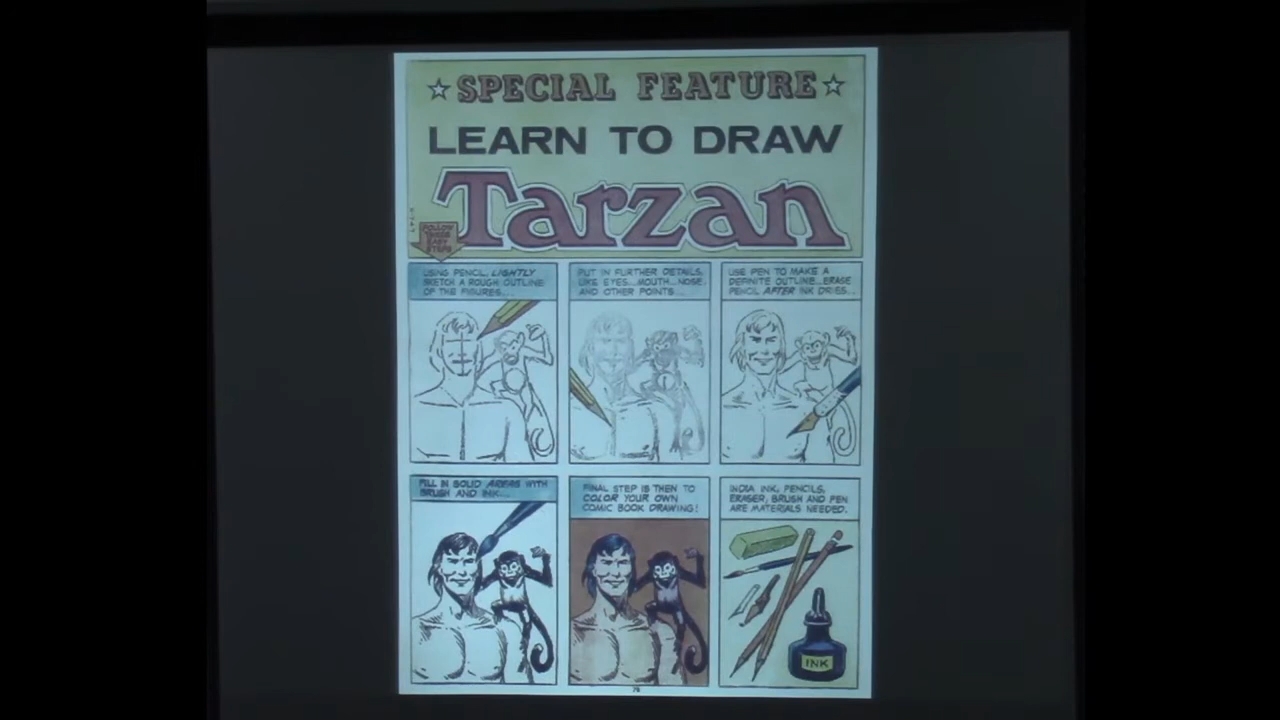 SPECIAL FEATURE
LEARN TO DRAW
Tarzan
FOLLOW
THESE
EASY
STEPS
USING PENCIL, LIGHTLY
SKETCH A ROUGH OUTLINE
OF THE FIGURES...
PUT IN FURTHER DETAILS,
LIKE EYES...MOUTH...NOSE,
AND OTHER POINTS...
USE PEN TO MAKE A
DEFINITE OUTLINE...ERASE
PENCIL AFTER INK DRIES...
FILL IN SOLID AREAS WITH
BRUSH AND INK...
FINAL STEP IS THEN TO
COLOR YOUR OWN
COMIC BOOK DRAWING!
INDIA INK, PENCILS,
ERASER, BRUSH AND PEN
ARE MATERIALS NEEDED.
INK